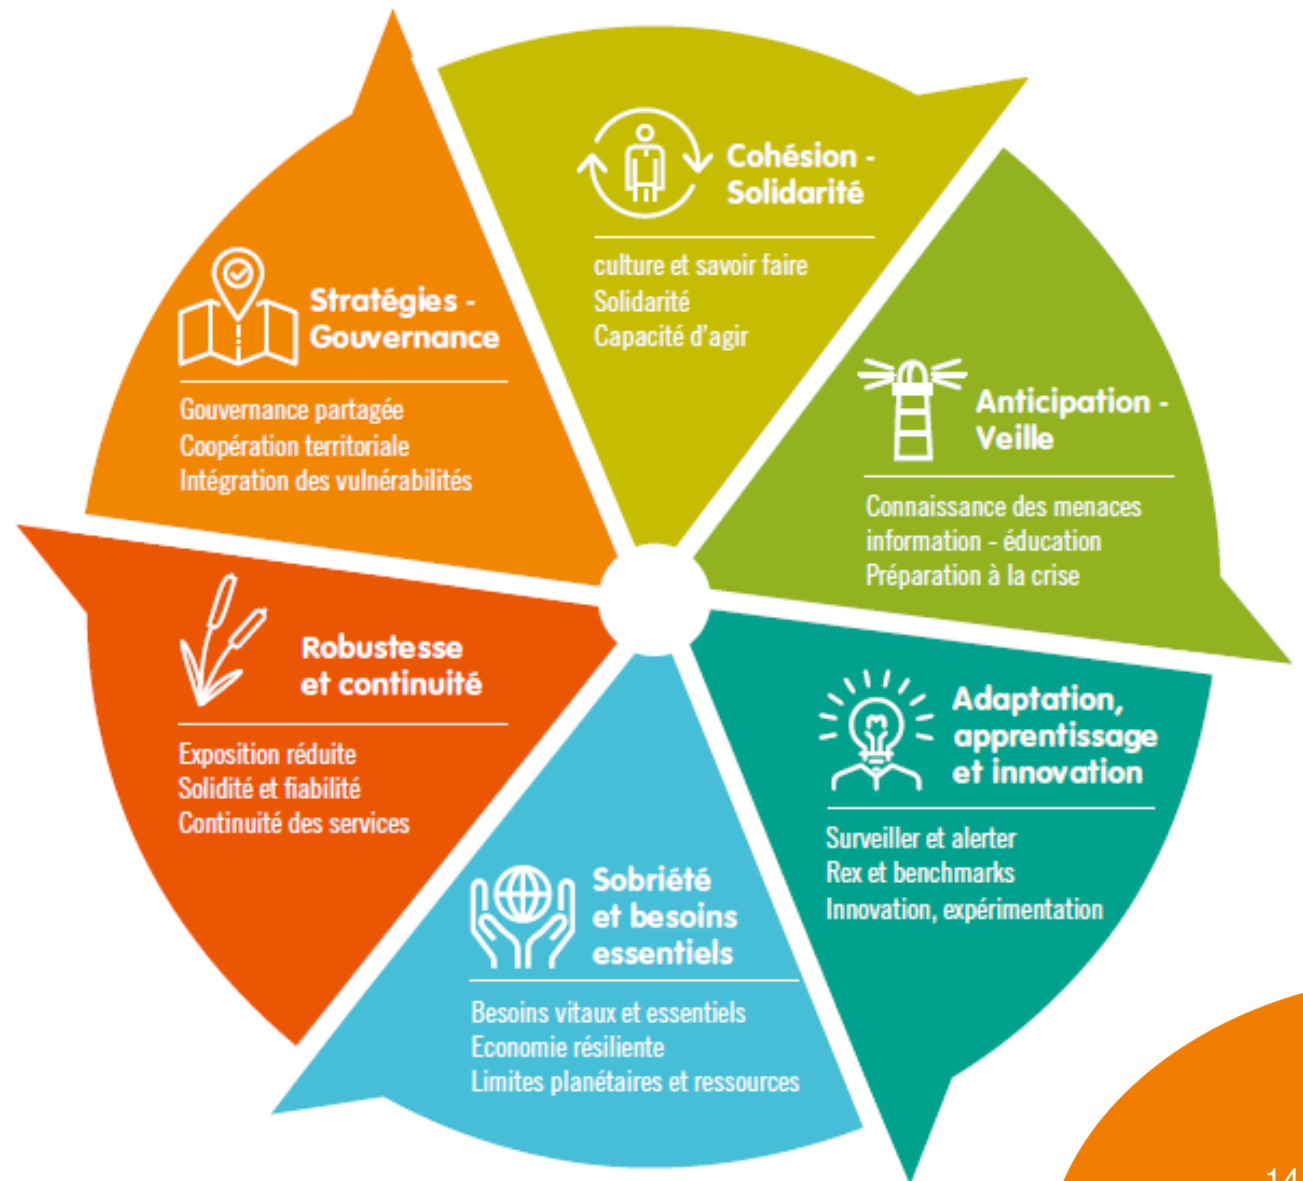 Cohésion -
Solidarité
culture et savoir faire
Solidarité
Capacité d'agir
Anticipation -
Veille
Connaissance des menaces
information - éducation
Préparation à la crise
Adaptation,
apprentissage
et innovation
Surveiller et alerter
Rex et benchmarks
Innovation, expérimentation
Sobriété
et besoins
essentiels
Besoins vitaux et essentiels
Economie résiliente
Limites planétaires et ressources
Robustesse
et continuité
Exposition réduite
Solidité et fiabilité
Continuité des services
Stratégies -
Gouvernance
Gouvernance partagée
Coopération territoriale
Intégration des vulnérabilités
14